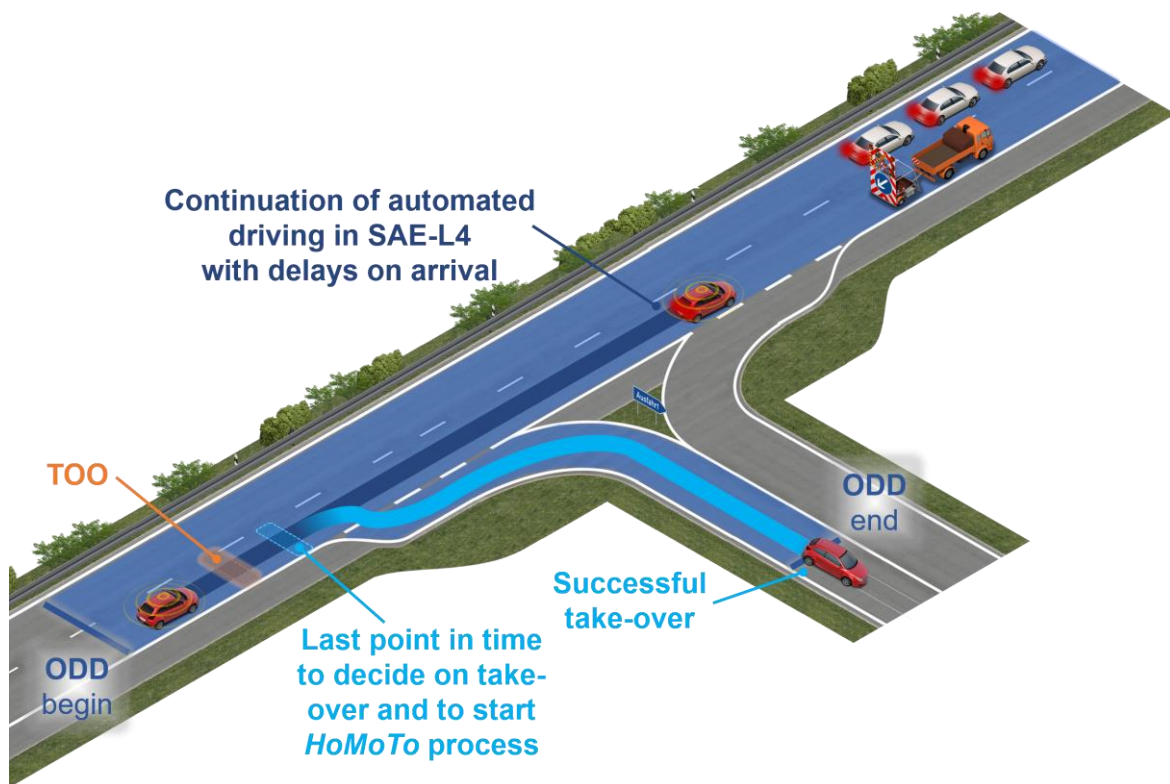 Continuation of automated
driving in SAE-L4
with delays on arrival
Ausfahrt
TOO
ODD
end
Successful
take-over
Last point in time
to decide on take-
over and to start
HoMoTo process
ODD
begin